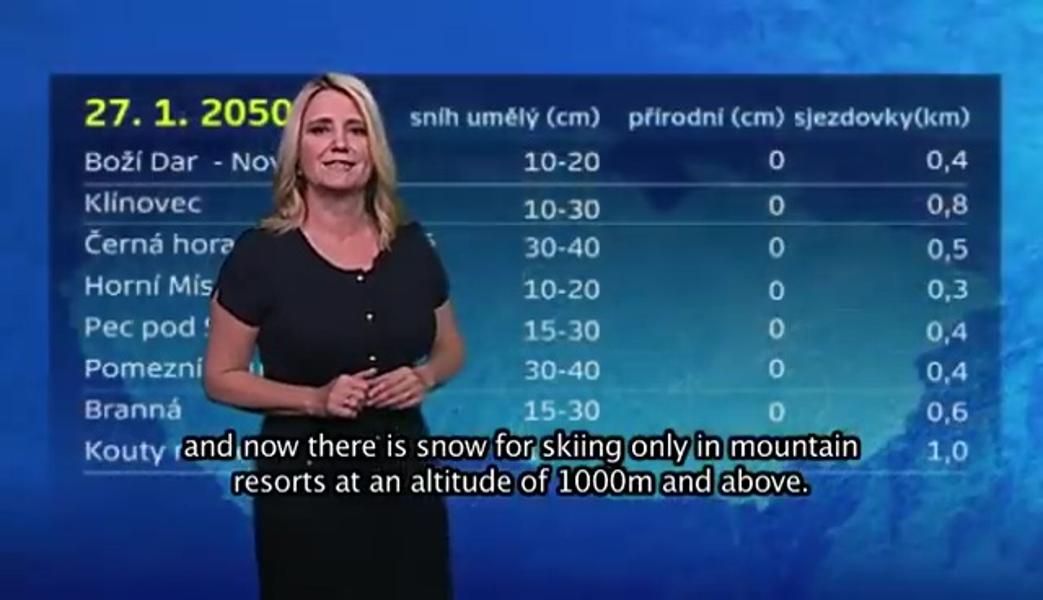 27. 1. 2050 sníh umělý (cm) přírodní (cm) sjezdovky(km)
Boží Dar - 10-20 0 0,4
Klínovec 10-30 0 0,8
Černá hora 30-40 0 0,5
Horní 10-20 0 0,3
Pec pod 15-30 0 0,4
Pomezní 30-40 0 0,4
Branná 15-30 0 0,6
Kouty 1,0
and now there is snow for skiing only in mountain
resorts at an altitude of 1000m and above.